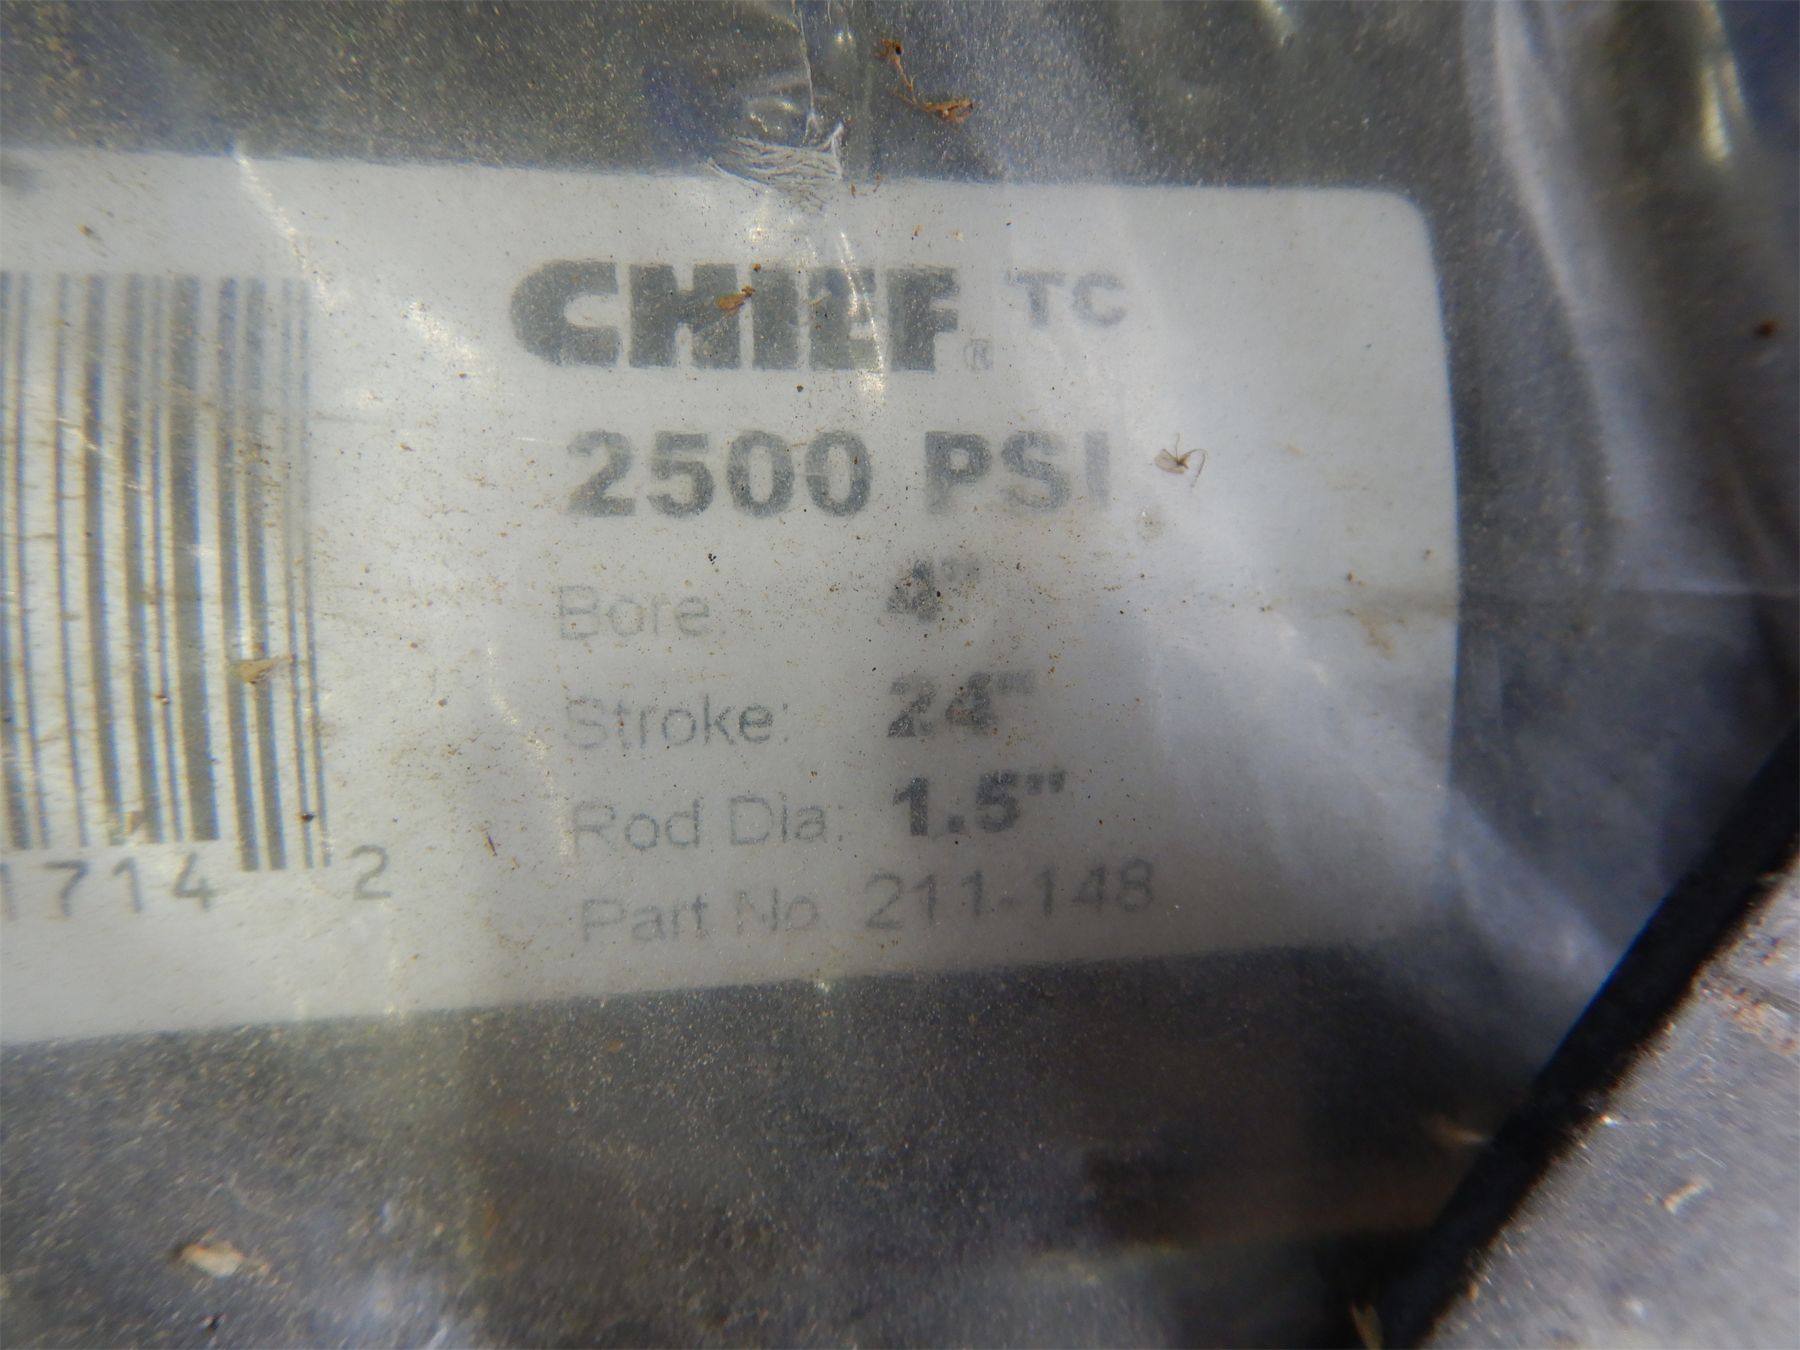 CHIEF® TC
2500 PSI
Bore 4"
Stroke: 24"
Rod Dia: 1.5"
Part No. 211-148
1714 2